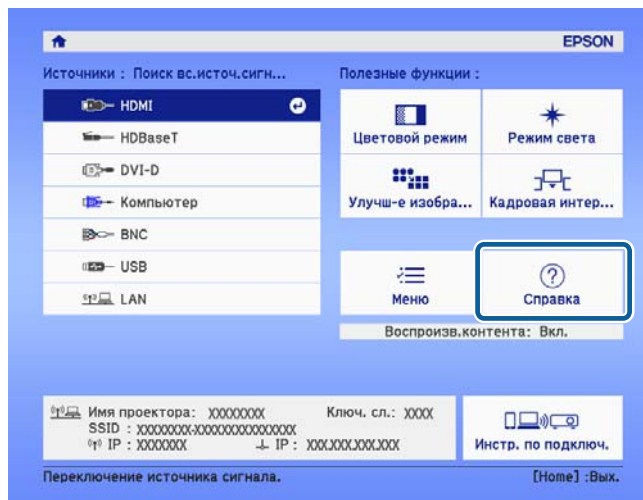 EPSON
Источники : Поиск вс.источ.сигн...
Полезные функции :
HDMI
HDBaseT
DVI-D
Компьютер
BNC
USB
LAN
Цветовой режим
Режим света
Улучш-е изобра...
Кадровая интер...
Меню
Справка
Воспроизв.контента: Вкл.
Имя проектора: XXXXXXXX
Ключ. сл.: XXXX
SSID : XXXXXXXX-XXXXXXXXXXXXXXX
IP : XXXXXXX
IP : XXX.XXX.XXX.XXX
Инстр. по подключ.
Переключение источника сигнала.
[Home] :Вых.